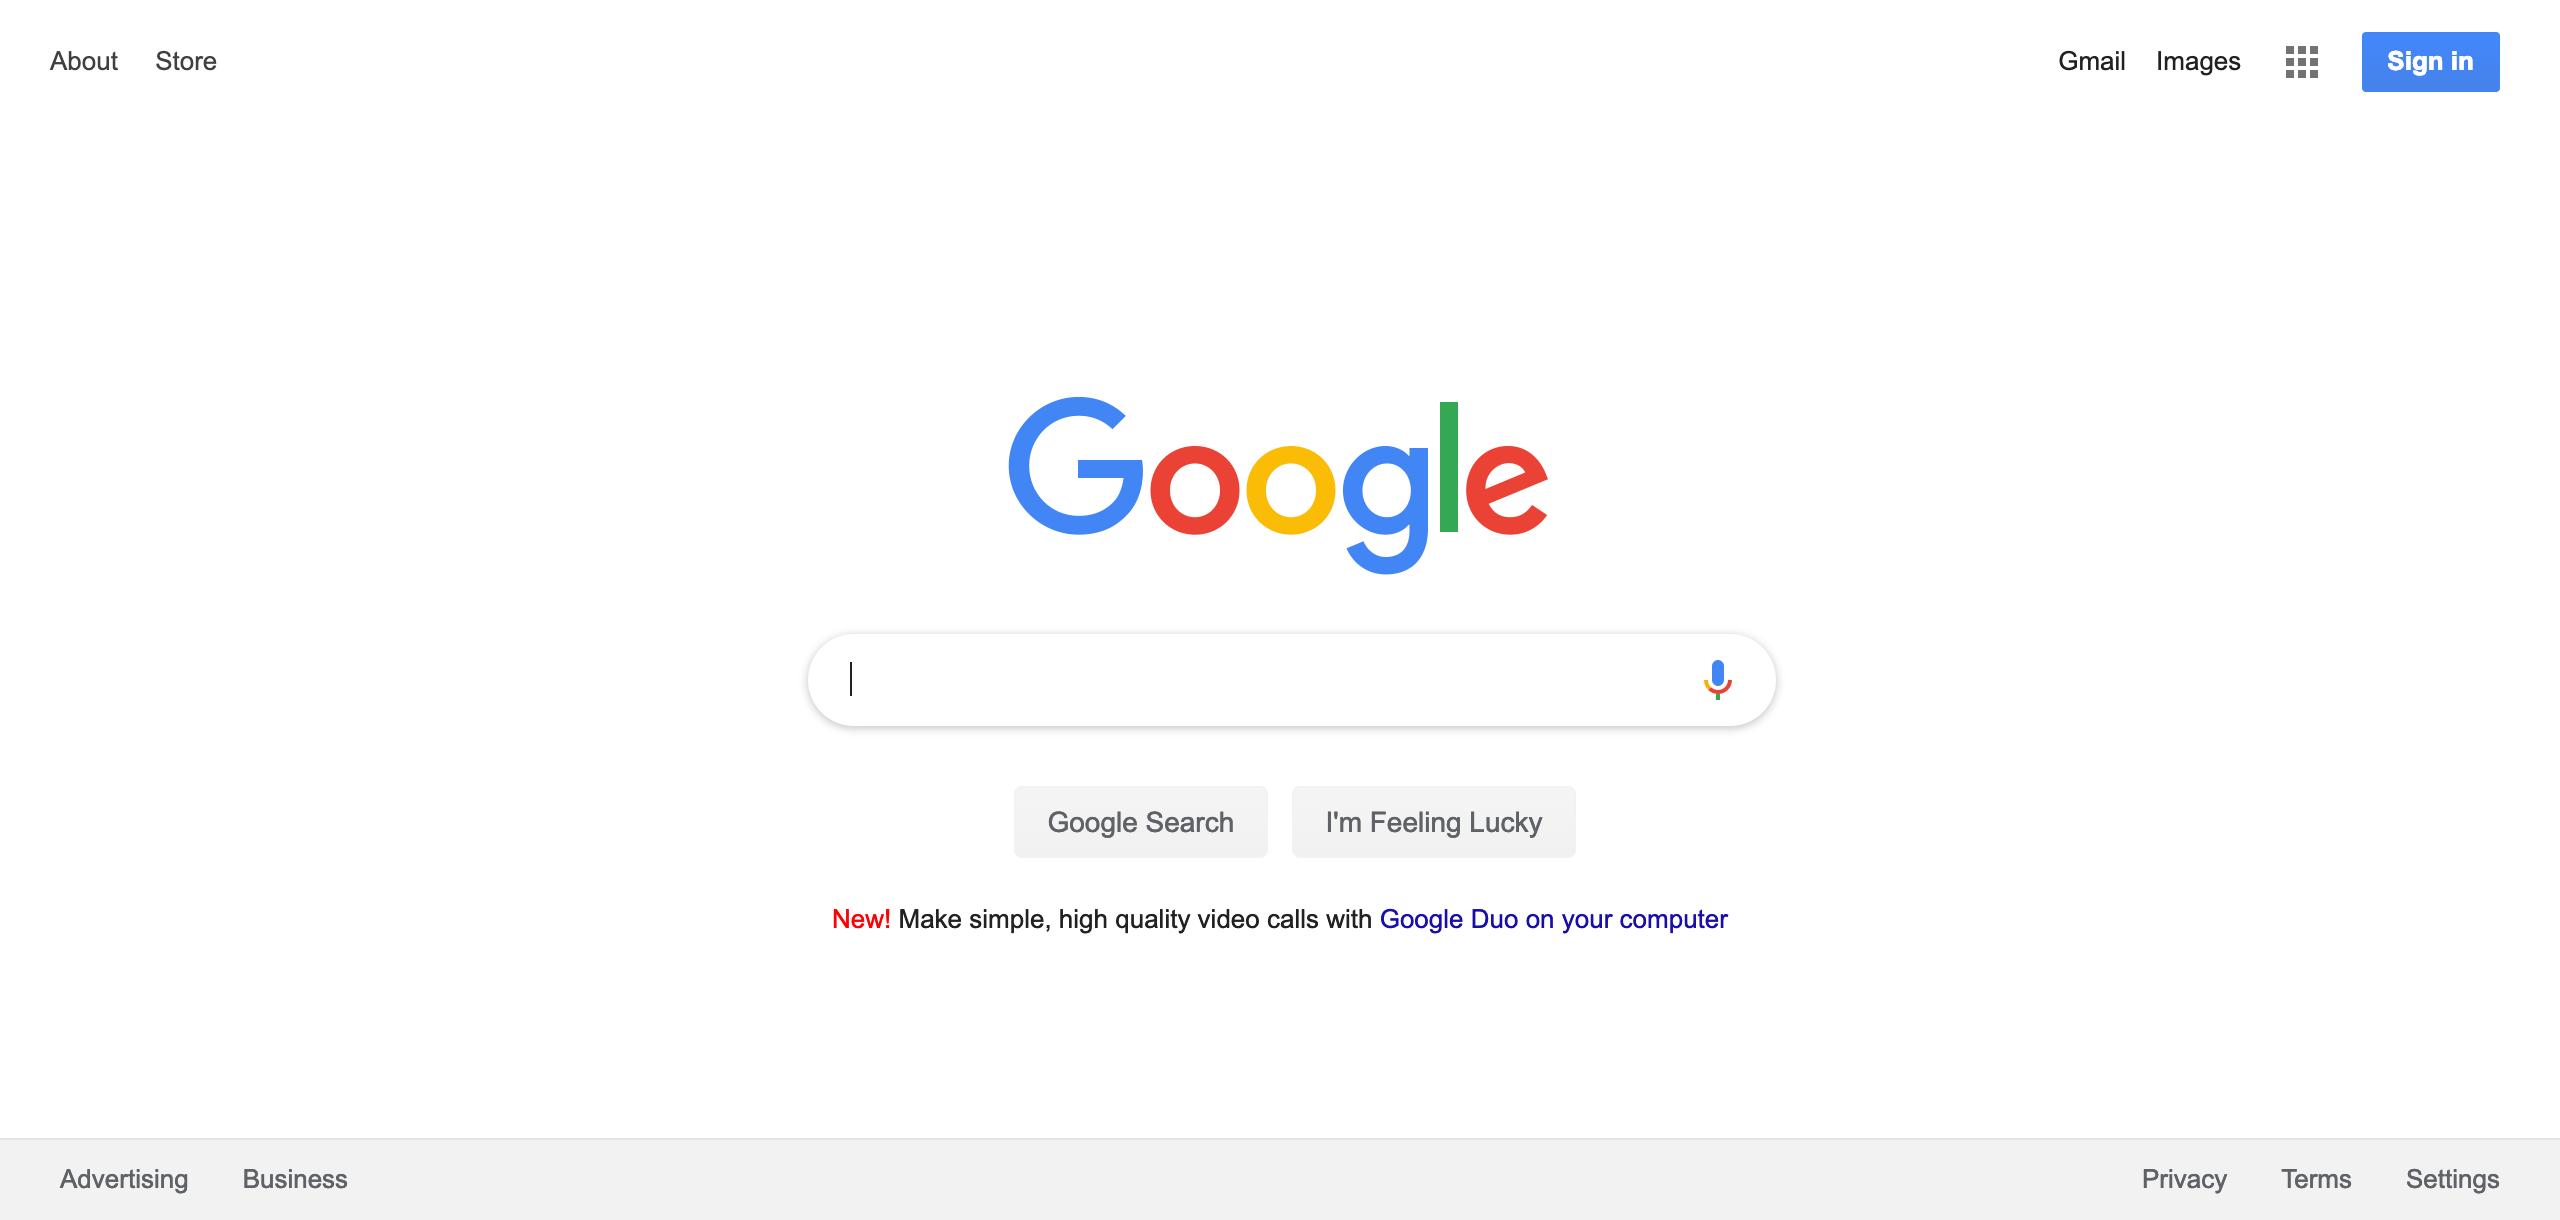 About Store Gmail Images Sign in
Google
Google Search I'm Feeling Lucky
New! Make simple, high quality video calls with Google Duo on your computer
Advertising Business Privacy Terms Settings